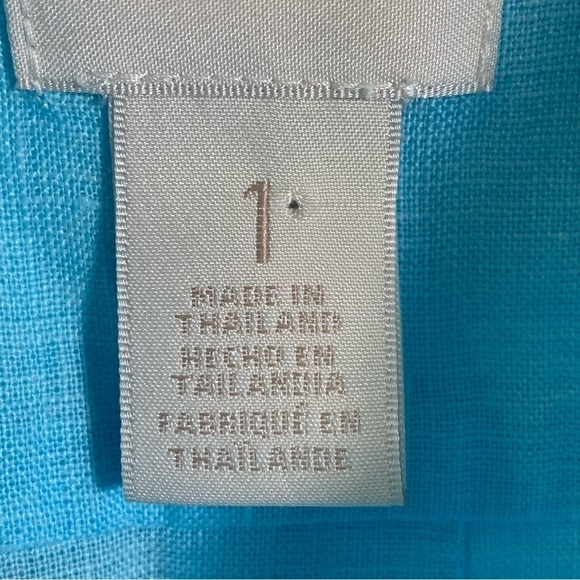 1
MADE IN
THAILAND
HECHO EN
TAILANDIA
FABRIQUÉ EN
THAÏLANDE